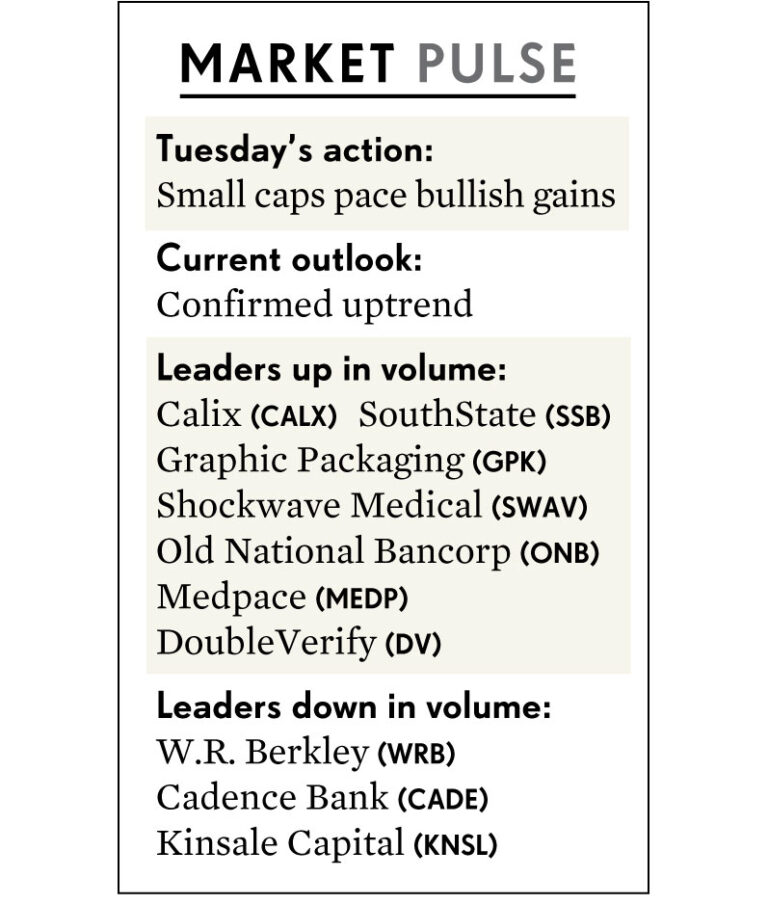 MARKET PULSE
Tuesday’s action:
Small caps pace bullish gains
Current outlook:
Confirmed uptrend
Leaders up in volume:
Calix (CALX) SouthState (SSB)
Graphic Packaging (GPK)
Shockwave Medical (SWAV)
Old National Bancorp (ONB)
Medpace (MEDP)
DoubleVerify (DV)
Leaders down in volume:
W.R. Berkley (WRB)
Cadence Bank (CADE)
Kinsale Capital (KNSL)